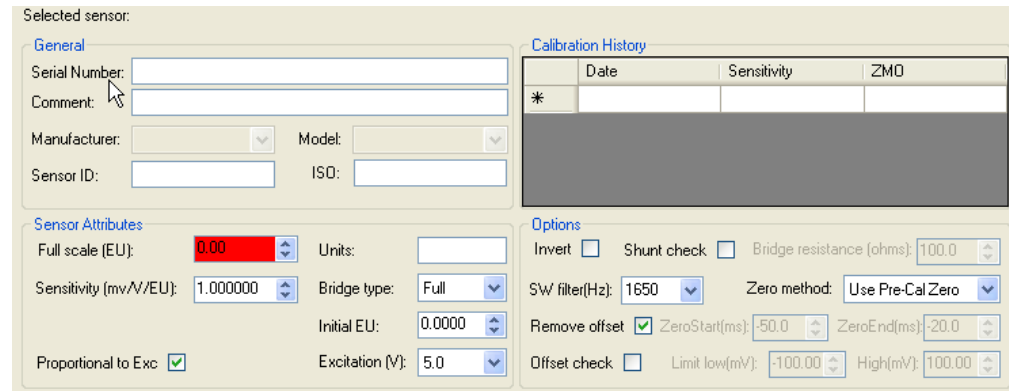 Selected sensor:
General
Serial Number:
Comment:
Manufacturer:
Model:
Sensor ID:
ISO:
Calibration History
Date Sensitivity ZMO
*
Sensor Attributes
Full scale (EU): 0.00 Units:
Sensitivity (mv/V/EU): 1.000000 Bridge type: Full
Initial EU: 0.0000
Proportional to Exc Excitation (V): 5.0
Options
Invert Shunt check Bridge resistance (ohms): 100.0
SW filter(Hz): 1650 Zero method: Use Pre-Cal Zero
Remove offset ZeroStart(ms): -50.0 ZeroEnd(ms): -20.0
Offset check Limit low(mV): -100.00 High(mV): 100.00